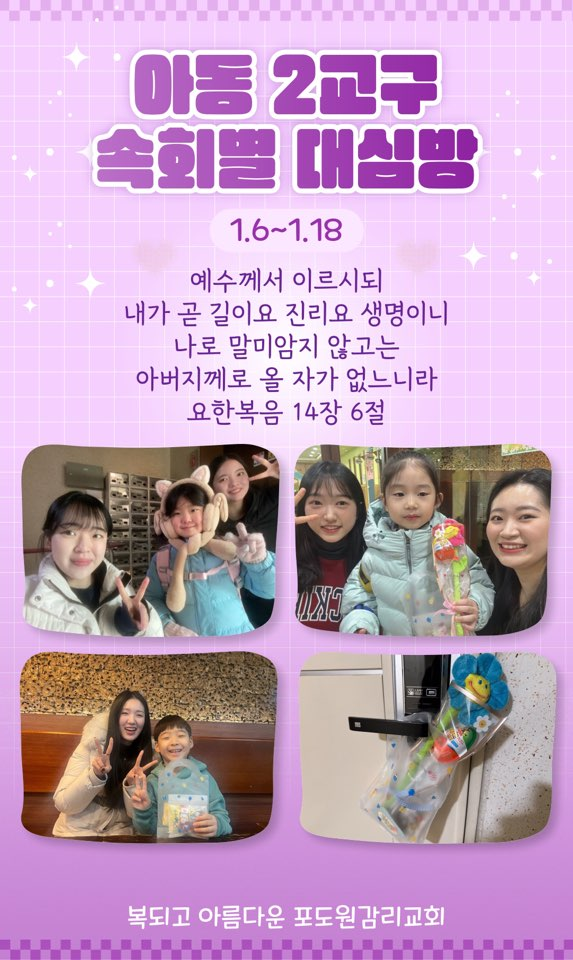 아동 2교구
속회별 대심방
1.6~1.18
예수께서 이르시되
내가 곧 길이요 진리요 생명이니
나로 말미암지 않고는
아버지께로 올 자가 없느니라
요한복음 14장 6절
복되고 아름다운 포도원감리교회